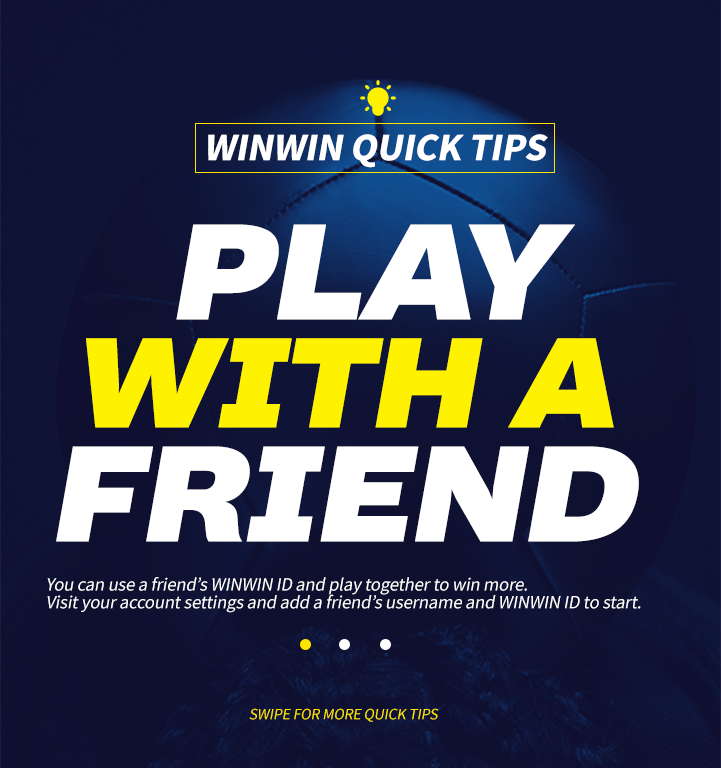 WINWIN QUICK TIPS
PLAY
WITH A
FRIEND
You can use a friend's WINWIN ID and play together to win more.
Visit your account settings and add a friend's username and WINWIN ID to start.
SWIPE FOR MORE QUICK TIPS